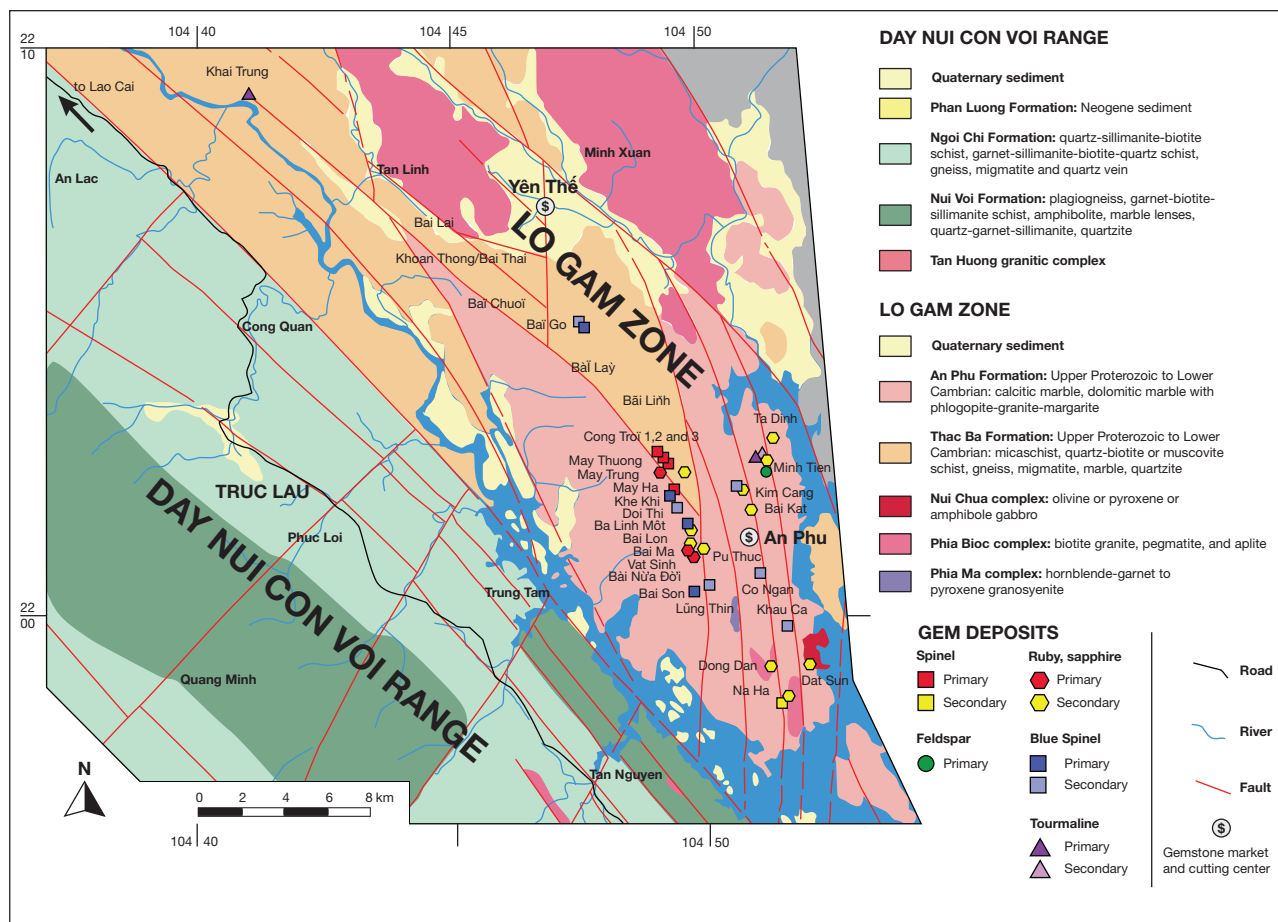 104 40
104 45
104 50
22
10
to Lao Cai
Khai Trung
An Lac
Tan Linh
Minh Xuan
Yên Thế
$
Bai Lai
LO GAM ZONE
Khoan Thong/Bai Thai
Baï Chuoï
Cong Quan
Baï Go
Bàï Laỳ
Bãi Liñh
Ta Dinh
Cong Troï 1,2 and 3
May Thuong
Minh Tien
May Trung
May Ha
Kim Cang
Khe Khi
Bai Kat
Doi Thi
TRUC LAU
Ba Linh Một
An Phu
$
Bai Lon
Phuc Loi
Bai Ma
Pu Thuc
Vat Sinh
Bài Nừa Đời
Co Ngan
Trung Tam
Bai Son
Lũng Thin
Khau Ca
22
00
DAY NUI CON VOI RANGE
Dong Dan
Dat Sun
Quang Minh
Na Ha
Tan Nguyen
N
0 2 4 6 8 km
104 40
104 50
DAY NUI CON VOI RANGE
Quaternary sediment
Phan Luong Formation: Neogene sediment
Ngoi Chi Formation: quartz-sillimanite-biotite
schist, garnet-sillimanite-biotite-quartz schist,
gneiss, migmatite and quartz vein
Nui Voi Formation: plagiogneiss, garnet-biotite-
sillimanite schist, amphibolite, marble lenses,
quartz-garnet-sillimanite, quartzite
Tan Huong granitic complex
LO GAM ZONE
Quaternary sediment
An Phu Formation: Upper Proterozoic to Lower
Cambrian: calcitic marble, dolomitic marble with
phlogopite-granite-margarite
Thac Ba Formation: Upper Proterozoic to Lower
Cambrian: micaschist, quartz-biotite or muscovite
schist, gneiss, migmatite, marble, quartzite
Nui Chua complex: olivine or pyroxene or
amphibole gabbro
Phia Bioc complex: biotite granite, pegmatite, and aplite
Phia Ma complex: hornblende-garnet to
pyroxene granosyenite
GEM DEPOSITS
Spinel
Primary
Secondary
Ruby, sapphire
Primary
Secondary
Feldspar
Primary
Blue Spinel
Primary
Secondary
Tourmaline
Primary
Secondary
Road
River
Fault
$
Gemstone market
and cutting center